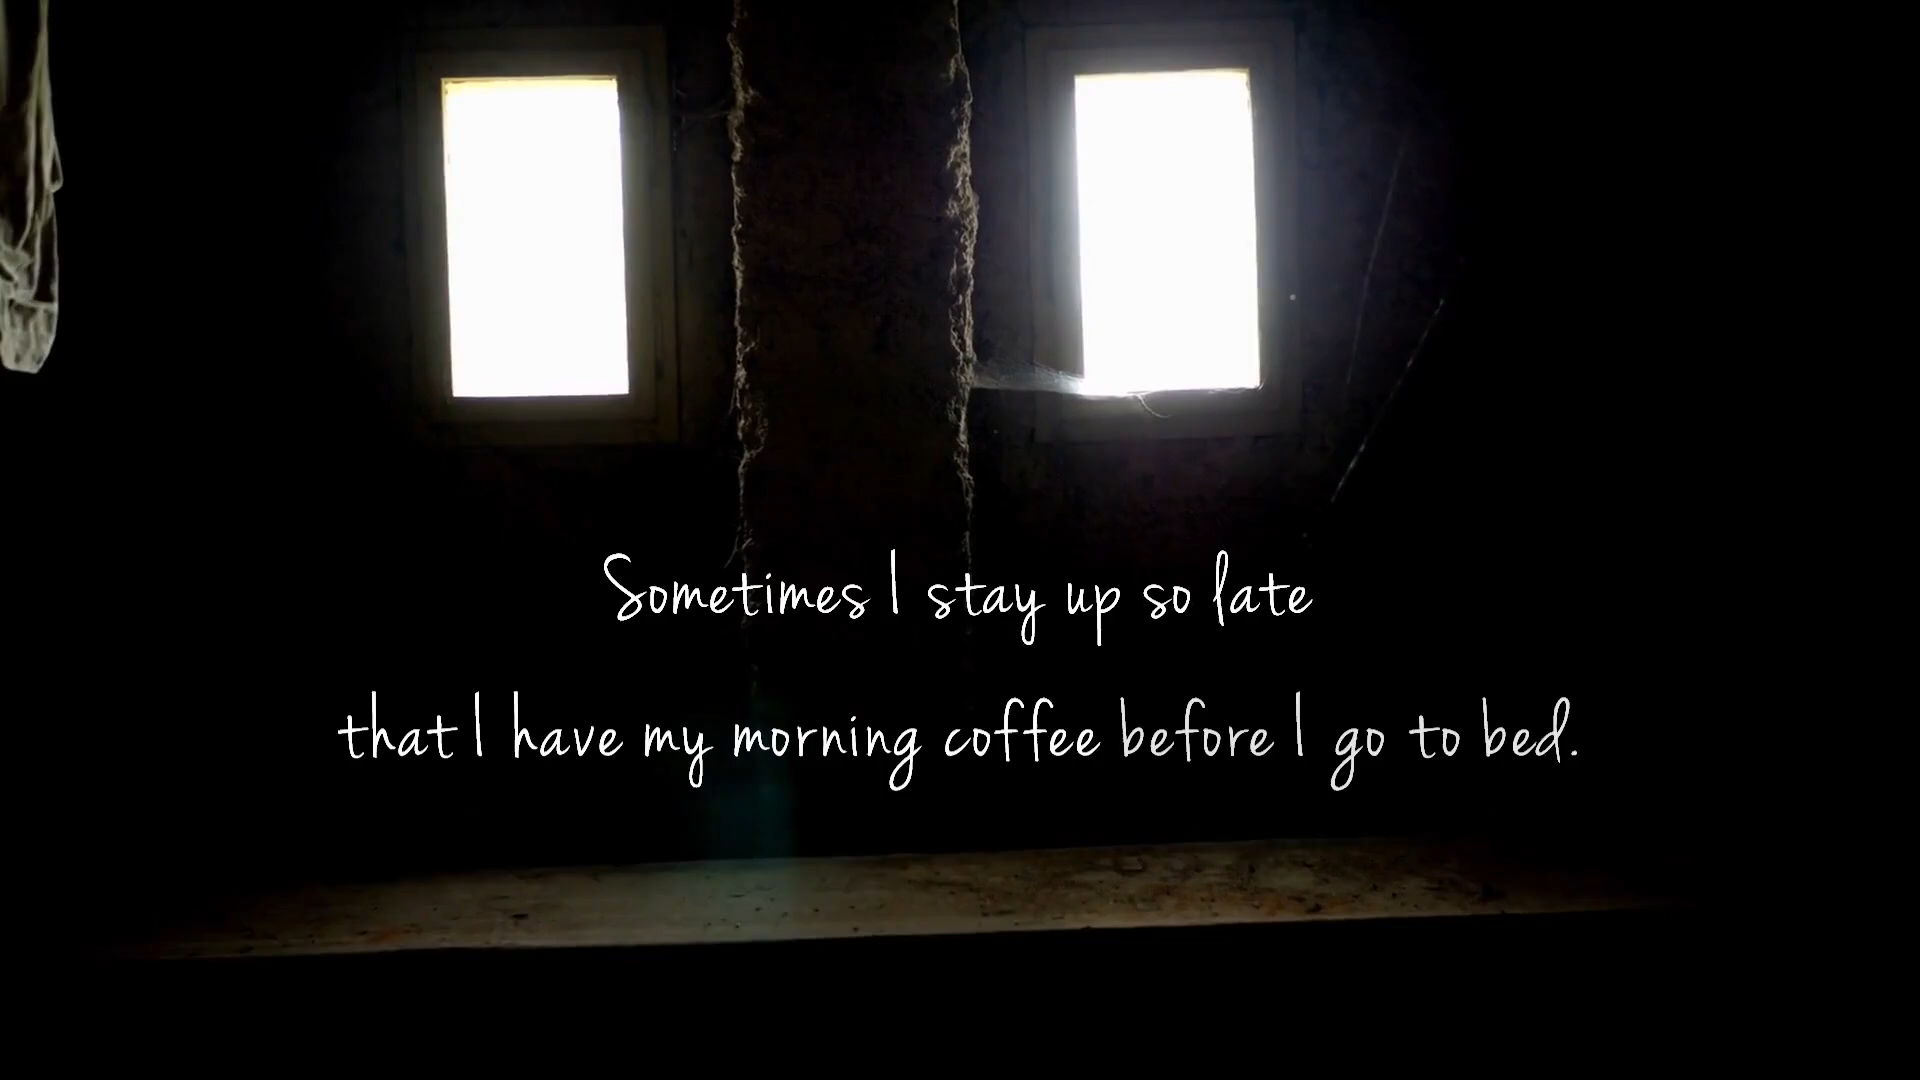 Sometimes I stay up so late
that I have my morning coffee before I go to bed.